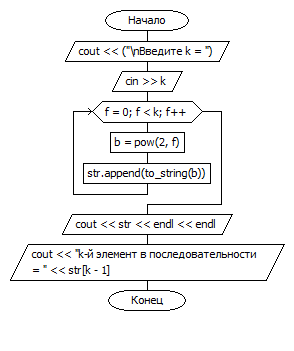 Начало
cout << ("\nВведите k = ")
cin >> k
f = 0; f < k; f++
b = pow(2, f)
str.append(to_string(b))
cout << str << endl << endl
cout << "k-й элемент в последовательности
= " << str[k - 1]
Конец